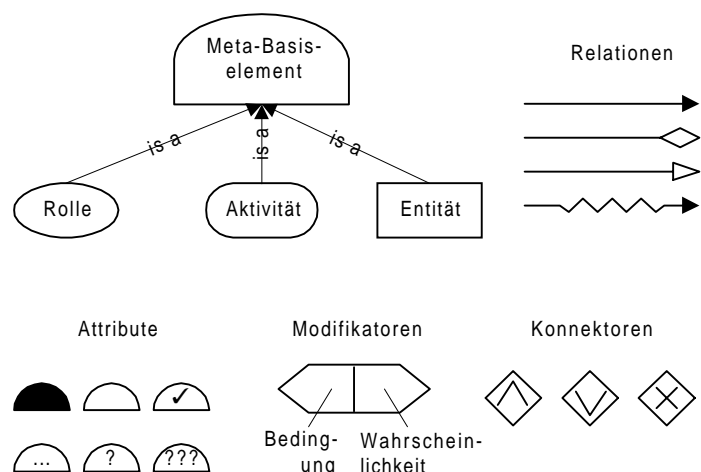 Meta-Basis-
element
Relationen
is a
is a
is a
Rolle
Aktivität
Entität
Attribute
Modifikatoren
Konnektoren
✓
...
?
???
Beding-
ung
Wahrschein-
lichkeit